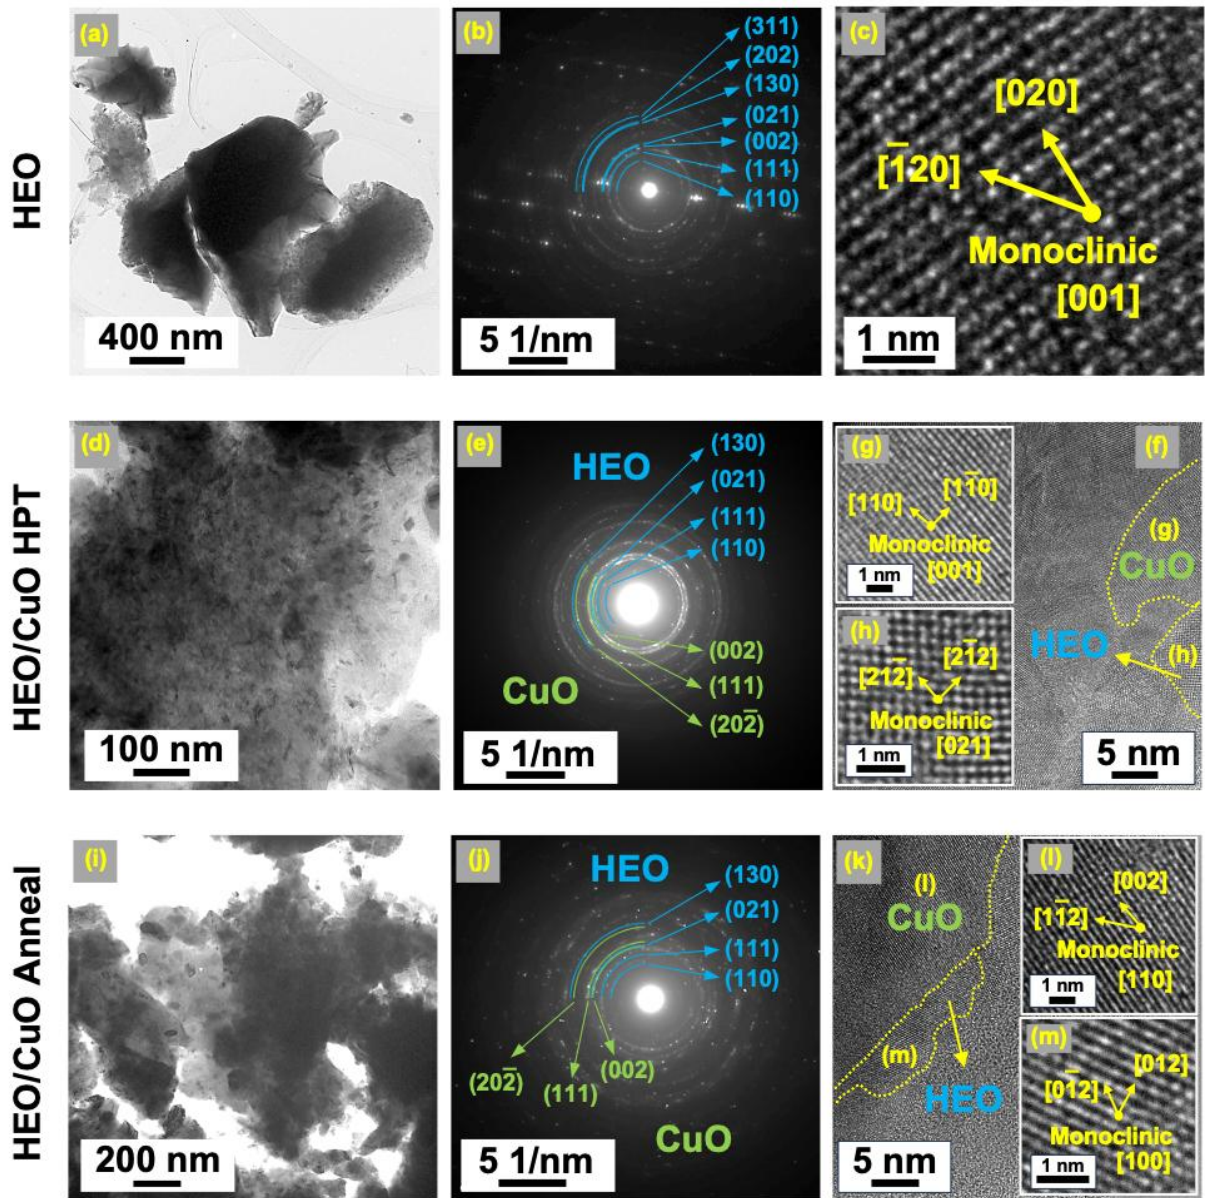 HEO
(a)
400 nm
(b)
(311)
(202)
(130)
(021)
(002)
(111)
(110)
5 1/nm
(c)
[020]
[1̅20]
Monoclinic
[001]
1 nm
HEO/CuO HPT
(d)
100 nm
(e)
HEO
(130)
(021)
(111)
(110)
(002)
(111)
(202̅)
CuO
5 1/nm
(g)
[110]
[11̅0]
Monoclinic
[001]
1 nm
(h)
[212̅]
[21̅2]
Monoclinic
[021]
1 nm
(f)
(g)
CuO
HEO
(h)
5 nm
HEO/CuO Anneal
(i)
200 nm
(j)
HEO
(130)
(021)
(111)
(110)
(202̅)
(111)
(002)
CuO
5 1/nm
(k)
(l)
CuO
(m)
HEO
5 nm
(l)
[002]
[11̅2]
Monoclinic
[110]
1 nm
(m)
[01̅2]
[012]
Monoclinic
[100]
1 nm